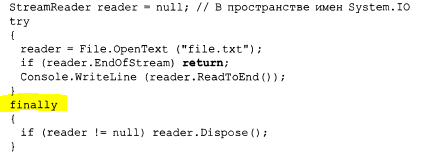 StreamReader reader = null; // В пространстве имен System.IO
try
{
  reader = File.OpenText ("file.txt");
  if (reader.EndOfStream) return;
  Console.WriteLine (reader.ReadToEnd());
}
finally
{
  if (reader != null) reader.Dispose();
}